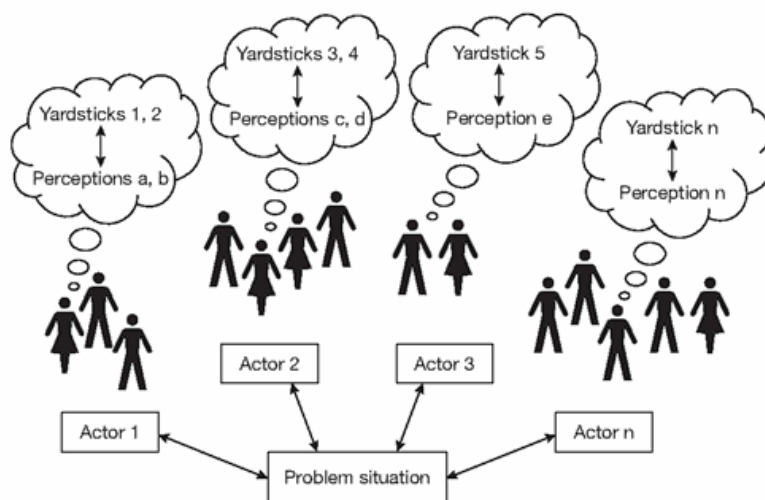 Yardsticks 1, 2
Perceptions a, b
Yardsticks 3, 4
Perceptions c, d
Yardstick 5
Perception e
Yardstick n
Perception n
Actor 1
Actor 2
Actor 3
Actor n
Problem situation